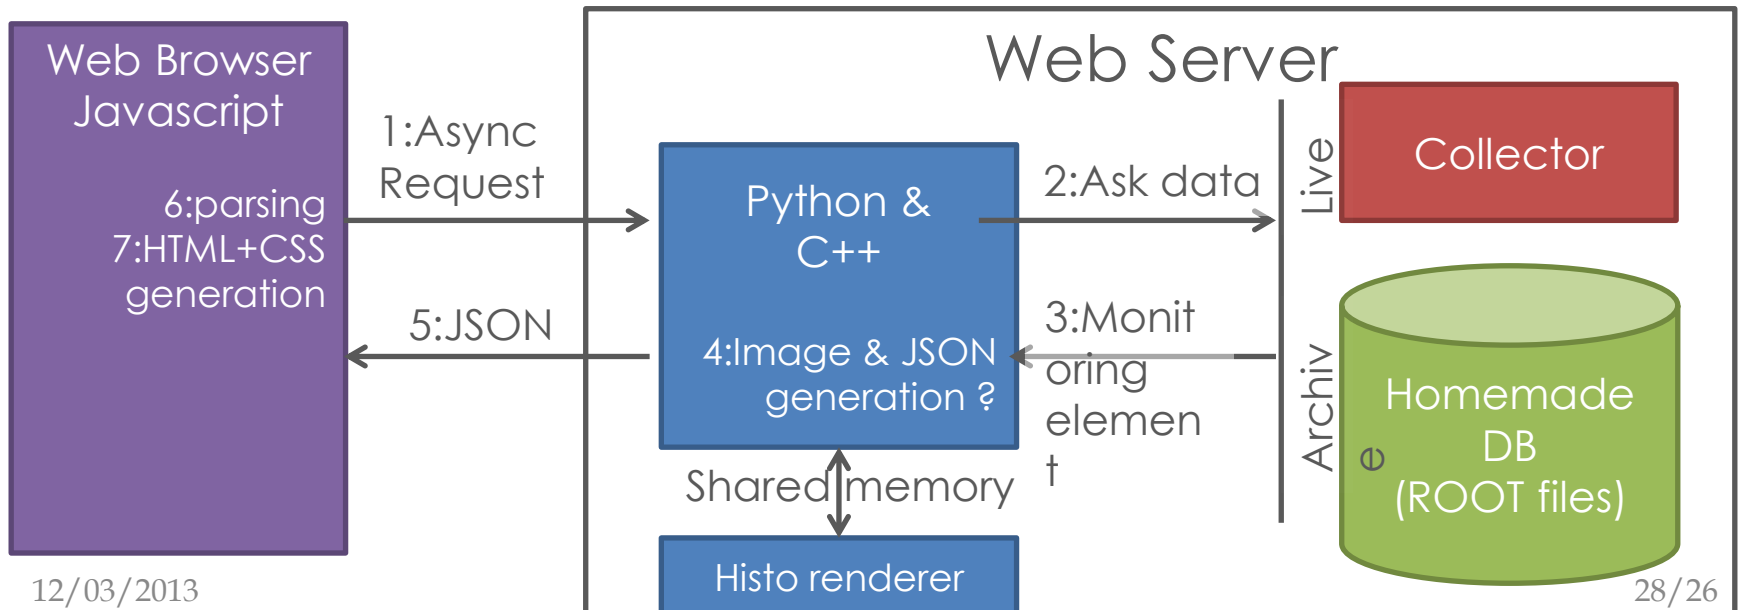 Web Browser
Javascript
6:parsing
7:HTML+CSS
generation
1:Async
Request
5:JSON
Web Server
Python &
C++
4:Image & JSON
generation ?
Shared memory
Histo renderer
2:Ask data
3:Monit
oring
elemen
t
Live
Archiv
e
Collector
Homemade
DB
(ROOT files)
12/03/2013
28/26